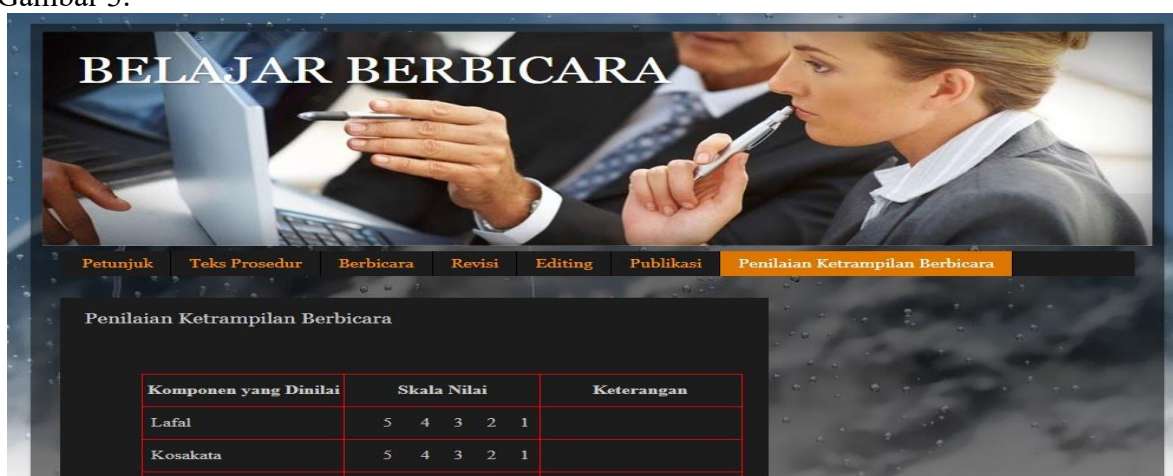 Gambar 5.
BELAJAR BERBICARA
Petunjuk Teks Prosedur Berbicara Revisi Editing Publikasi Penilaian Ketrampilan Berbicara
Penilaian Ketrampilan Berbicara
Komponen yang Dinilai Skala Nilai Keterangan
Lafal 5 4 3 2 1
Kosakata 5 4 3 2 1